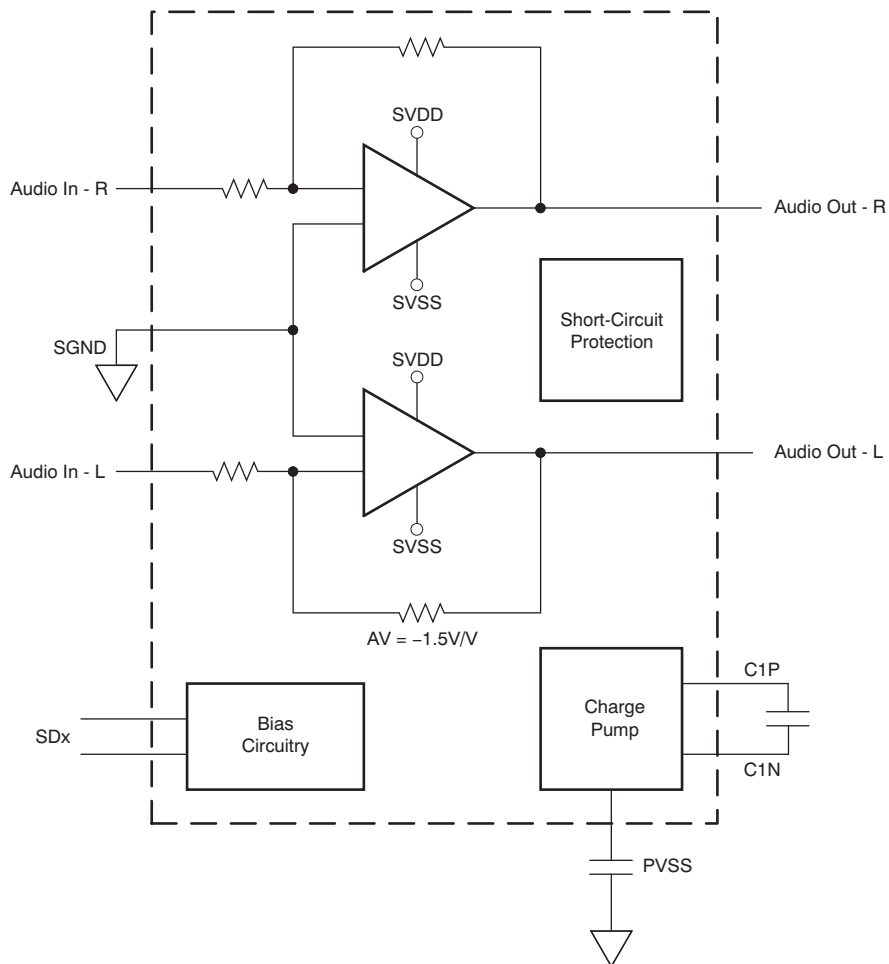 SVDD
Audio In - R
Audio Out - R
SVSS
Short-Circuit
Protection
SGND
SVDD
Audio In - L
Audio Out - L
SVSS
AV = −1.5V/V
C1P
Charge
Pump
Bias
Circuitry
SDx
C1N
PVSS